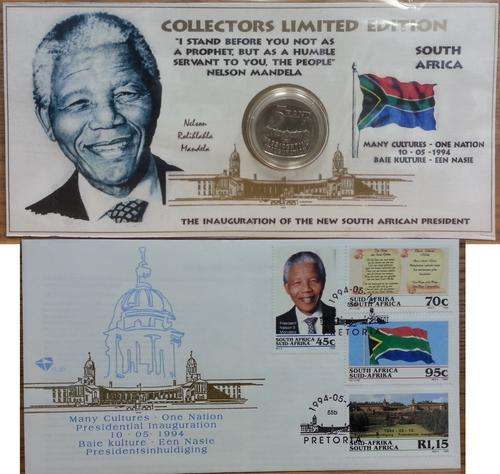 COLLECTORS LIMITED EDITION
"I STAND BEFORE YOU NOT AS
A PROPHET, BUT AS A HUMBLE
SERVANT TO YOU, THE PEOPLE"
NELSON MANDELA
SOUTH
AFRICA
Nelson
Rolihlahla
Mandela
MANY CULTURES - ONE NATION
10 - 05 - 1994
BAIE KULTURE - EEN NASIE
THE INAUGURATION OF THE NEW SOUTH AFRICAN PRESIDENT
Many Cultures - One Nation
Presidential Inauguration
10 - 05 - 1994
Baie kulture - Een Nasie
Presidentsinhuldiging
President
Mandela
SOUTH AFRICA
SUID-AFRIKA
45c
1994-05-
PRETORIA
SUID-AFRIKA
SOUTH AFRICA
70c
SOUTH AFRICA
SUID-AFRIKA
95c
1994-05-
PRETORIA
SUID-AFRIKA
SOUTH AFRICA
R1,15